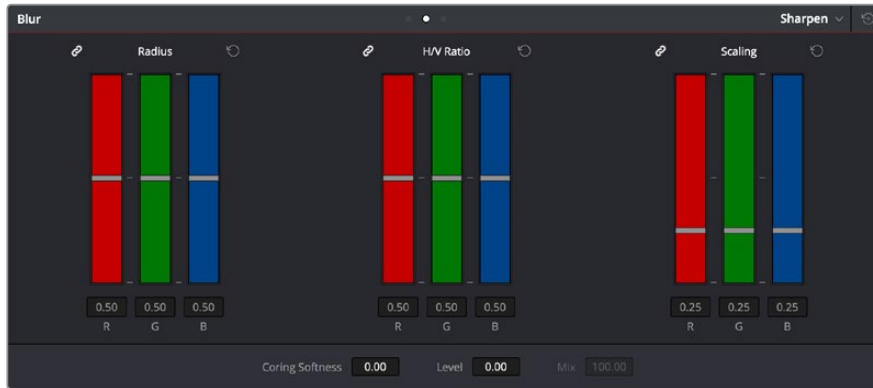 Blur Sharpen
Radius H/V Ratio Scaling
0.50 0.50 0.50 0.50 0.50 0.50 0.25 0.25 0.25
R G B R G B R G B
Coring Softness 0.00 Level 0.00 Mix 100.00